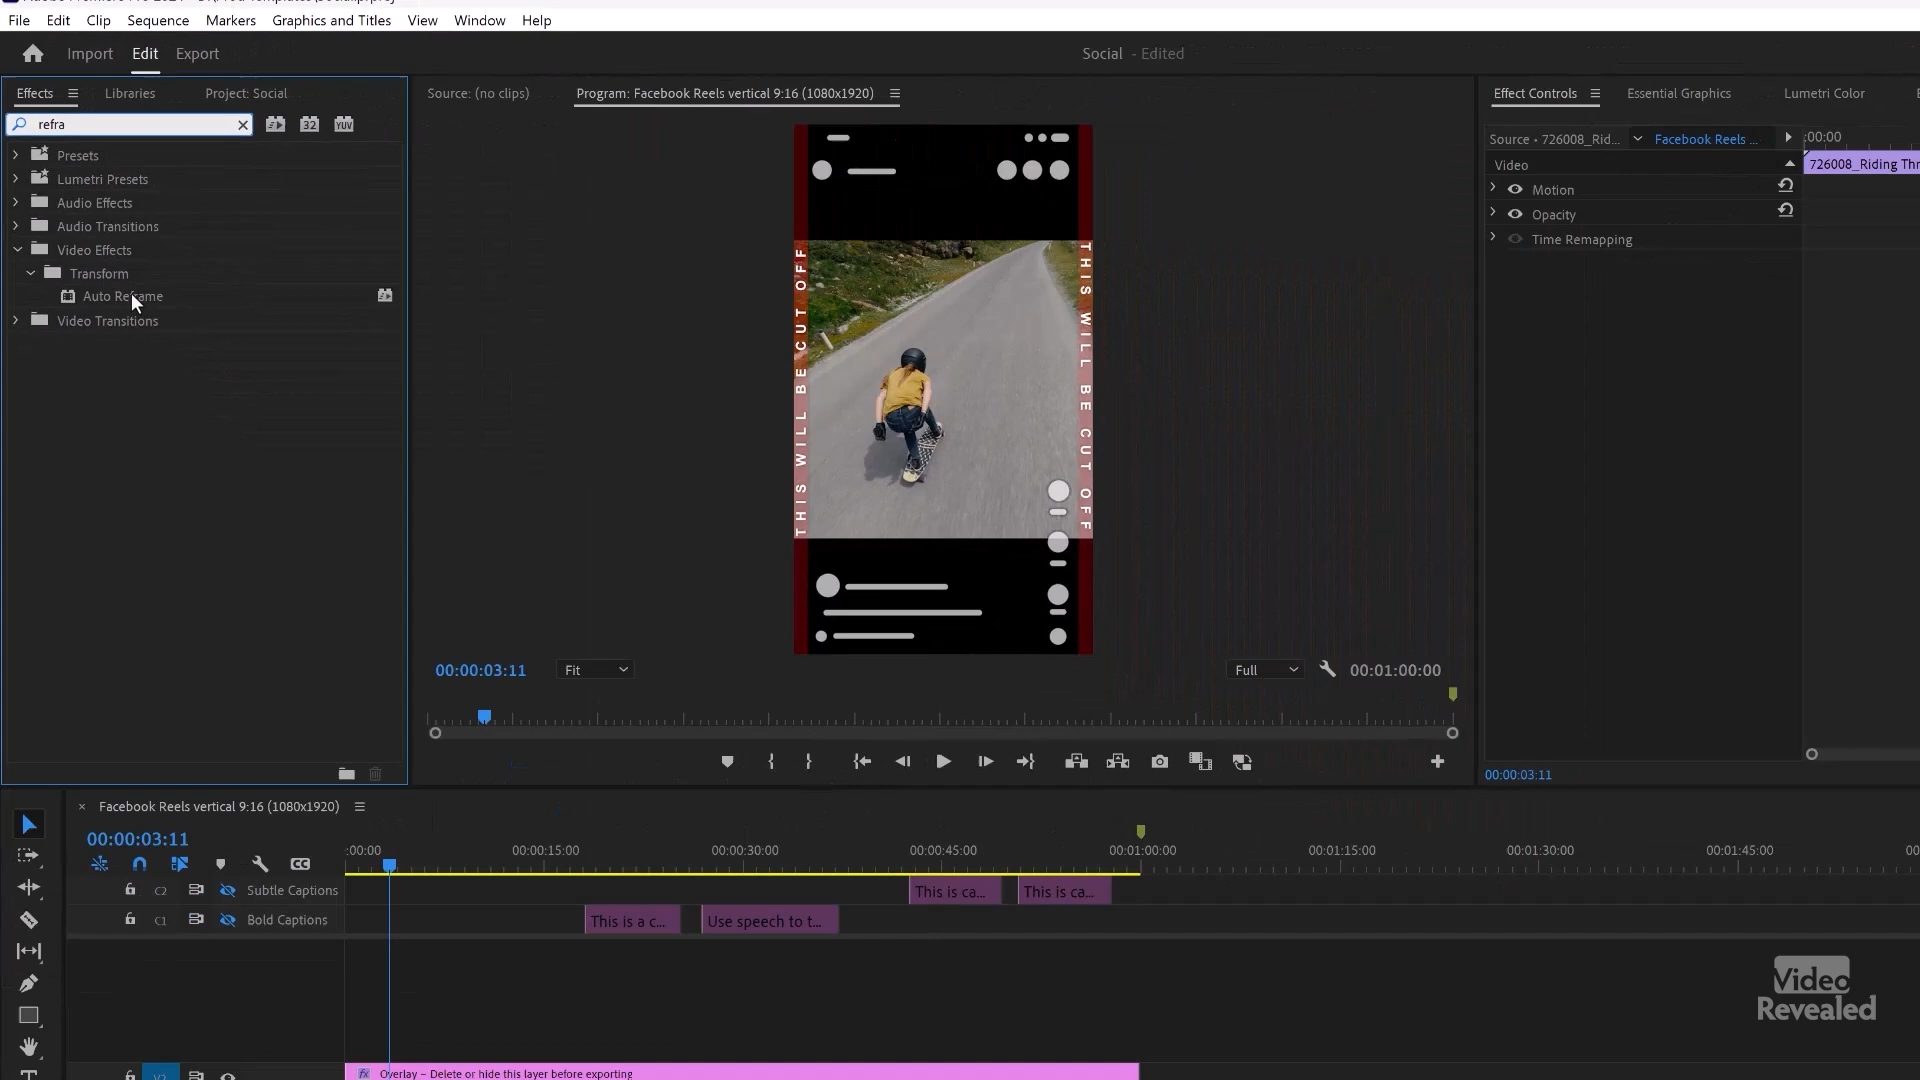 File Edit Clip Sequence Markers Graphics and Titles View Window Help
Import Edit Export
Social - Edited
Effects Libraries Project: Social
refra
32 YUV
Presets
Lumetri Presets
Audio Effects
Audio Transitions
Video Effects
Transform
Auto Reframe
Video Transitions
Source: (no clips) Program: Facebook Reels vertical 9:16 (1080x1920)
THIS WILL BE CUT OFF
THIS WILL BE CUT OFF
00:00:03:11 Fit Full 00:01:00:00
Effect Controls Essential Graphics Lumetri Color
Source • 726008_Rid... Facebook Reels ... :00:00
Video 726008_Riding Thr
Motion
Opacity
Time Remapping
00:00:03:11
Facebook Reels vertical 9:16 (1080x1920)
00:00:03:11
CC
:00:00 00:00:15:00 00:00:30:00 00:00:45:00 00:01:00:00 00:01:15:00 00:01:30:00 00:01:45:00 00
C2 Subtle Captions This is ca... This is ca...
C1 Bold Captions This is a c... Use speech to t...
V2 fx Overlay – Delete or hide this layer before exporting
Video
Revealed